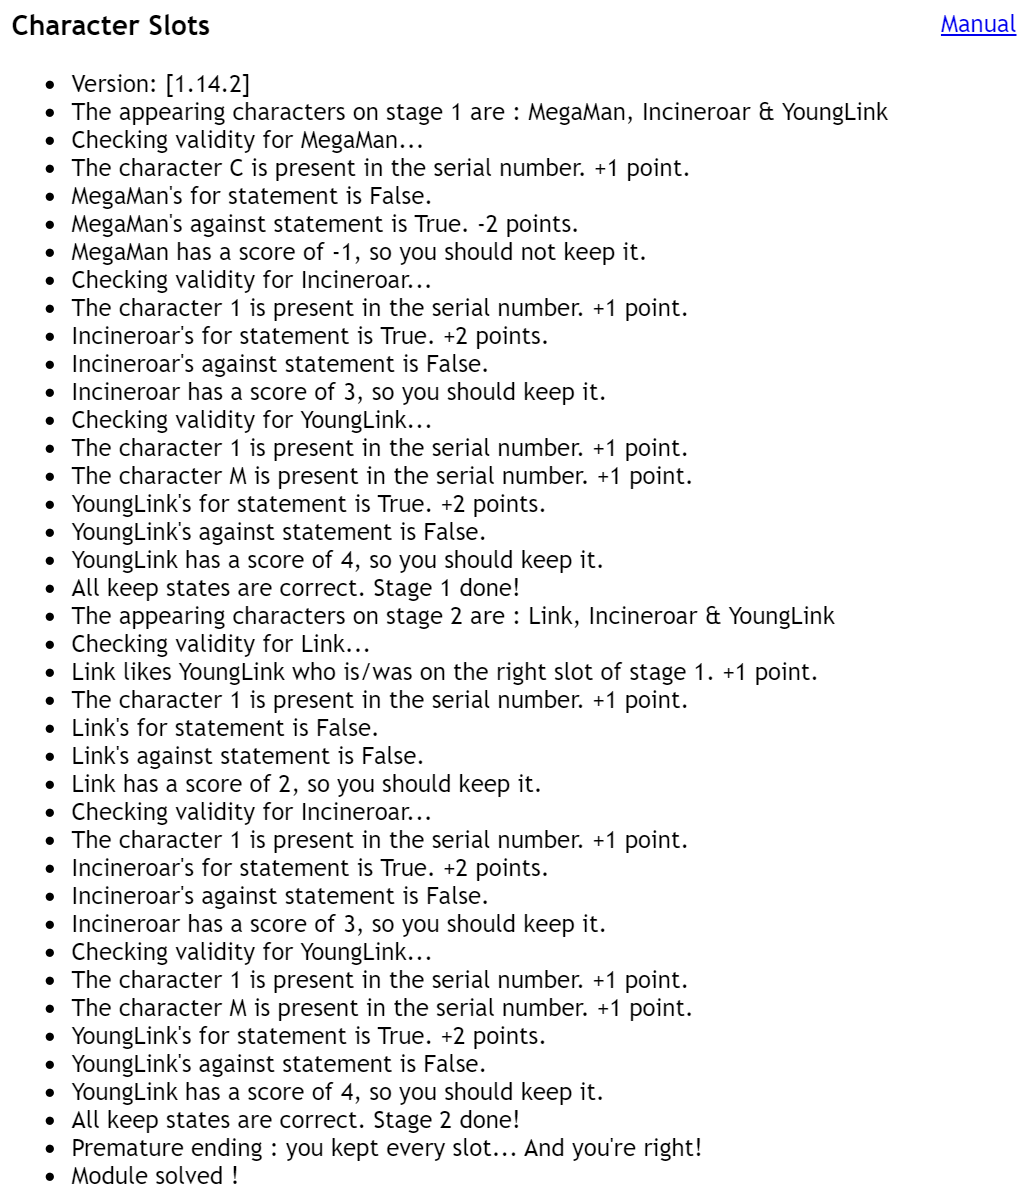 Character Slots
Manual
Version: [1.14.2]
The appearing characters on stage 1 are : MegaMan, Incineroar & YoungLink
Checking validity for MegaMan...
The character C is present in the serial number. +1 point.
MegaMan's for statement is False.
MegaMan's against statement is True. -2 points.
MegaMan has a score of -1, so you should not keep it.
Checking validity for Incineroar...
The character 1 is present in the serial number. +1 point.
Incineroar's for statement is True. +2 points.
Incineroar's against statement is False.
Incineroar has a score of 3, so you should keep it.
Checking validity for YoungLink...
The character 1 is present in the serial number. +1 point.
The character M is present in the serial number. +1 point.
YoungLink's for statement is True. +2 points.
YoungLink's against statement is False.
YoungLink has a score of 4, so you should keep it.
All keep states are correct. Stage 1 done!
The appearing characters on stage 2 are : Link, Incineroar & YoungLink
Checking validity for Link...
Link likes YoungLink who is/was on the right slot of stage 1. +1 point.
The character 1 is present in the serial number. +1 point.
Link's for statement is False.
Link's against statement is False.
Link has a score of 2, so you should keep it.
Checking validity for Incineroar...
The character 1 is present in the serial number. +1 point.
Incineroar's for statement is True. +2 points.
Incineroar's against statement is False.
Incineroar has a score of 3, so you should keep it.
Checking validity for YoungLink...
The character 1 is present in the serial number. +1 point.
The character M is present in the serial number. +1 point.
YoungLink's for statement is True. +2 points.
YoungLink's against statement is False.
YoungLink has a score of 4, so you should keep it.
All keep states are correct. Stage 2 done!
Premature ending : you kept every slot... And you're right!
Module solved !